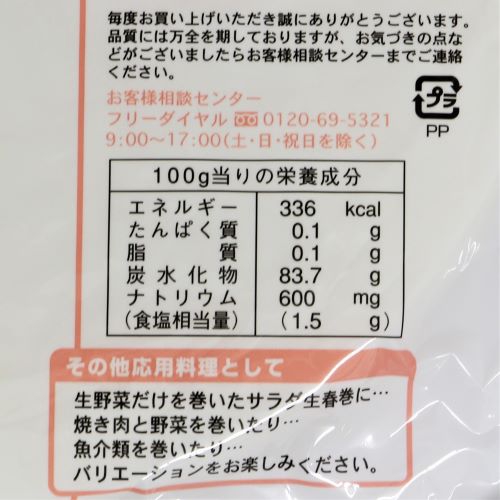 毎度お買い上げいただき誠にありがとうございます。
品質には万全を期しておりますが、お気づきの点な
どがございましたらお客様相談センターまでご連絡
ください。
お客様相談センター
フリーダイヤル 0120-69-5321
9:00〜17:00(土・日・祝日を除く)
プラ
PP
100g当りの栄養成分
エネルギー 336 kcal
たんぱく質 0.1 g
脂質 0.1 g
炭水化物 83.7 g
ナトリウム 600 mg
(食塩相当量) (1.5 g)
その他応用料理として
生野菜だけを巻いたサラダ生春巻に…
焼き肉と野菜を巻いたり…
魚介類を巻いたり…
バリエーションをお楽しみください。